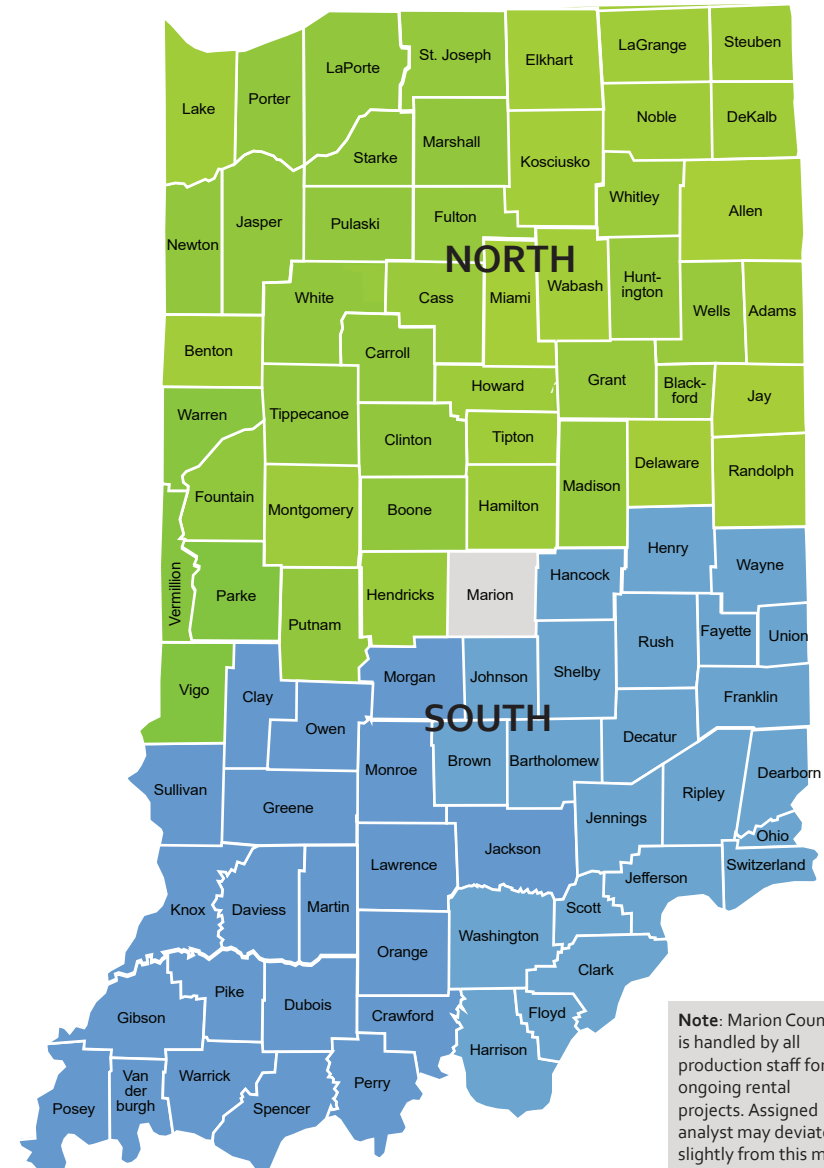 St. Joseph
LaGrange
Steuben
LaPorte
Elkhart
Lake
Porter
Noble
DeKalb
Starke
Marshall
Kosciusko
Whitley
Allen
Newton
Jasper
Pulaski
Fulton
NORTH
White
Cass
Miami
Wabash
Hunt-
ington
Wells
Adams
Benton
Carroll
Howard
Grant
Black-
ford
Jay
Warren
Tippecanoe
Clinton
Tipton
Delaware
Randolph
Fountain
Montgomery
Boone
Hamilton
Madison
Henry
Wayne
Vermillion
Parke
Putnam
Hendricks
Marion
Hancock
Rush
Fayette
Union
Vigo
Clay
Morgan
Johnson
Shelby
Franklin
SOUTH
Owen
Decatur
Sullivan
Monroe
Brown
Bartholomew
Ripley
Dearborn
Greene
Jennings
Ohio
Lawrence
Jackson
Jefferson
Switzerland
Knox
Daviess
Martin
Scott
Orange
Washington
Clark
Pike
Dubois
Gibson
Crawford
Floyd
Harrison
Posey
Van
der
burgh
Warrick
Spencer
Perry
Note: Marion Coun
is handled by all
production staff for
ongoing rental
projects. Assigned
analyst may deviate
slightly from this m